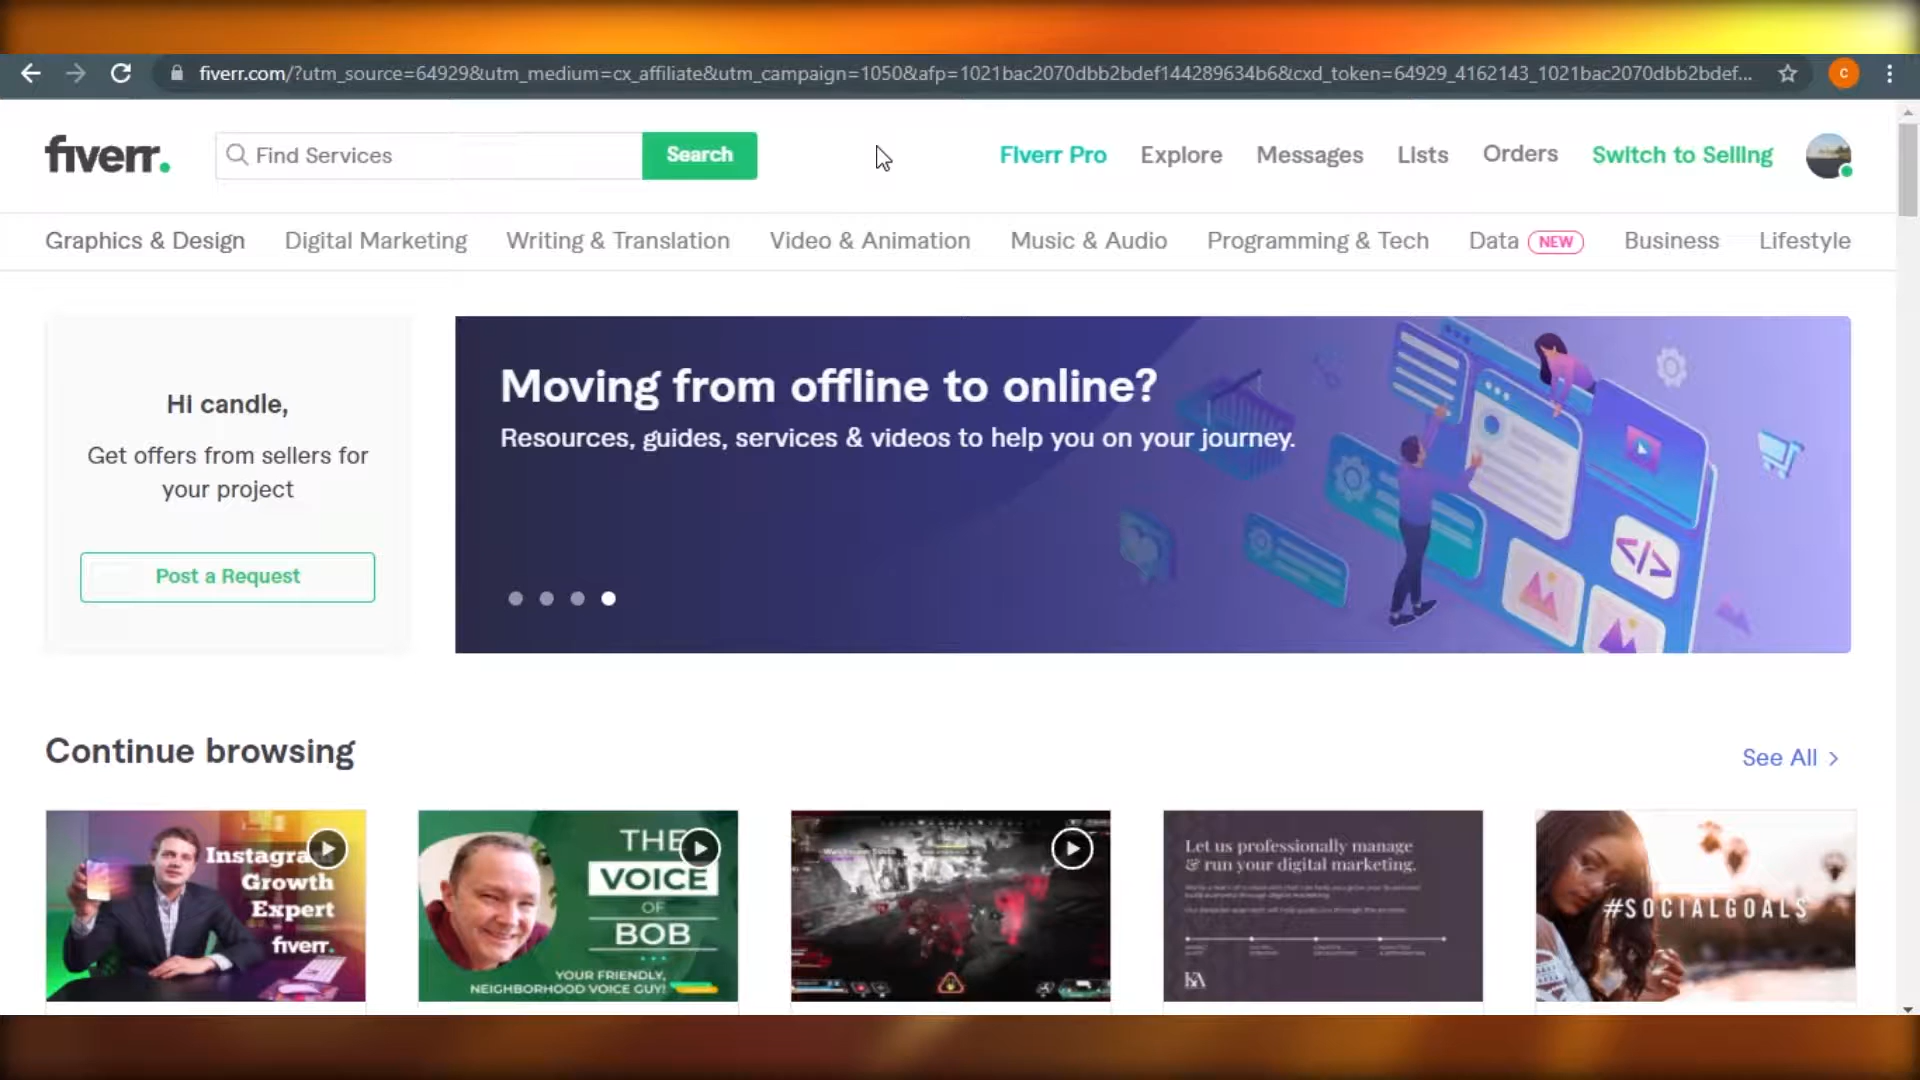 fiverr.com/?utm_source=64929&utm_medium=cx_affiliate&utm_campaign=1050&afp=1021bac2070dbb2bdef144289634b6&cxd_token=64929_4162143_1021bac2070dbb2bdef...
C
fiverr.
Find Services
Search
Fiverr Pro
Explore
Messages
Lists
Orders
Switch to Selling
Graphics & Design
Digital Marketing
Writing & Translation
Video & Animation
Music & Audio
Programming & Tech
Data NEW
Business
Lifestyle
Hi candle,
Get offers from sellers for
your project
Post a Request
Moving from offline to online?
Resources, guides, services & videos to help you on your journey.
Continue browsing
See All
Growth
Expert
fiverr.
THE
VOICE
OF
BOB
YOUR FRIENDLY,
NEIGHBORHOOD VOICE GUY!
Let us professionally manage
& run your digital marketing.
#SOCIALGOALS